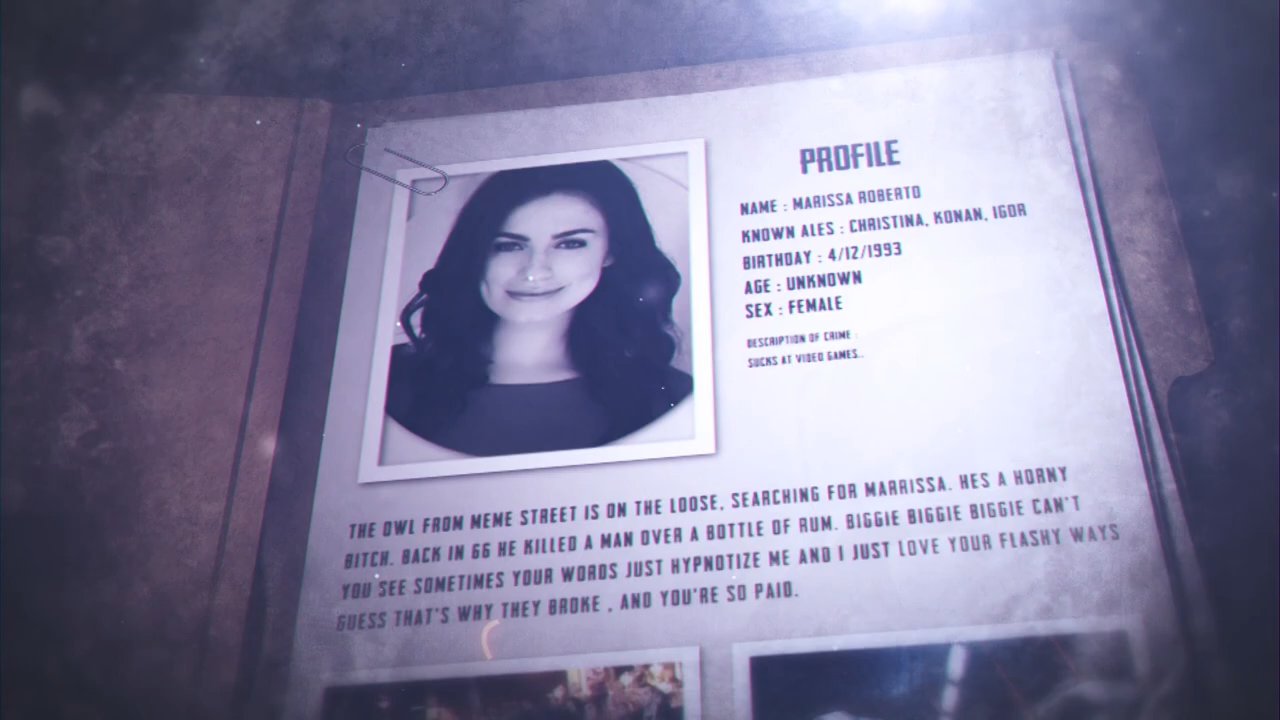 PROFILE
NAME : MARISSA ROBERTO
KNOWN ALES : CHRISTINA, KONAN, IGOR
BIRTHDAY : 4/12/1993
AGE : UNKNOWN
SEX : FEMALE
DESCRIPTION OF CRIME :
SUCKS AT VIDEO GAMES..
THE OWL FROM MEME STREET IS ON THE LOOSE, SEARCHING FOR MARRISSA. HES A HORNY
BITCH. BACK IN 66 HE KILLED A MAN OVER A BOTTLE OF RUM. BIGGIE BIGGIE BIGGIE CAN'T
YOU SEE SOMETIMES YOUR WORDS JUST HYPNOTIZE ME AND I JUST LOVE YOUR FLASHY WAYS
GUESS THAT'S WHY THEY BROKE , AND YOU'RE SO PAID.